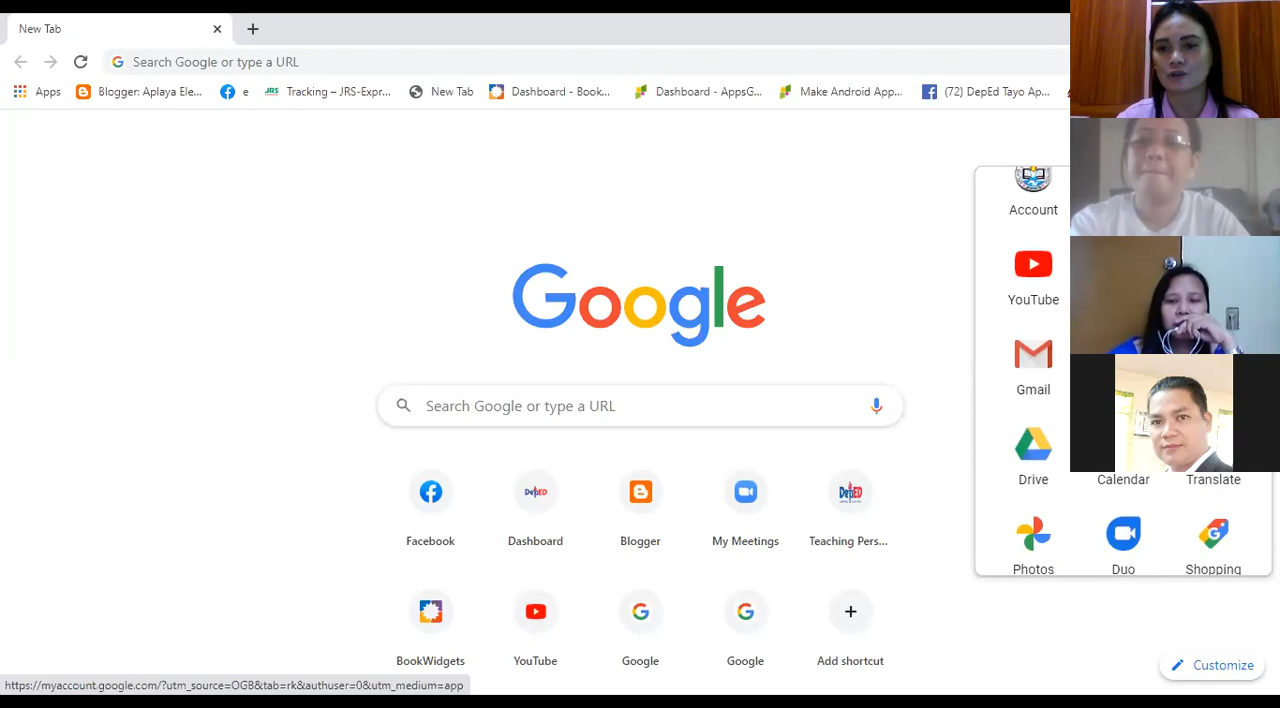 New Tab
Search Google or type a URL
Apps Blogger: Aplaya Ele... e JRS Tracking – JRS-Expr... New Tab Dashboard - Book... Dashboard - AppsG... Make Android App... (72) DepEd Tayo Ap...
Account
YouTube
Gmail
Drive Calendar Translate
Photos Duo Shopping
Google
Search Google or type a URL
DepED DepED
Facebook Dashboard Blogger My Meetings Teaching Pers...
BookWidgets YouTube Google Google Add shortcut
Customize
https://myaccount.google.com/?utm_source=OGB&tab=rk&authuser=0&utm_medium=app